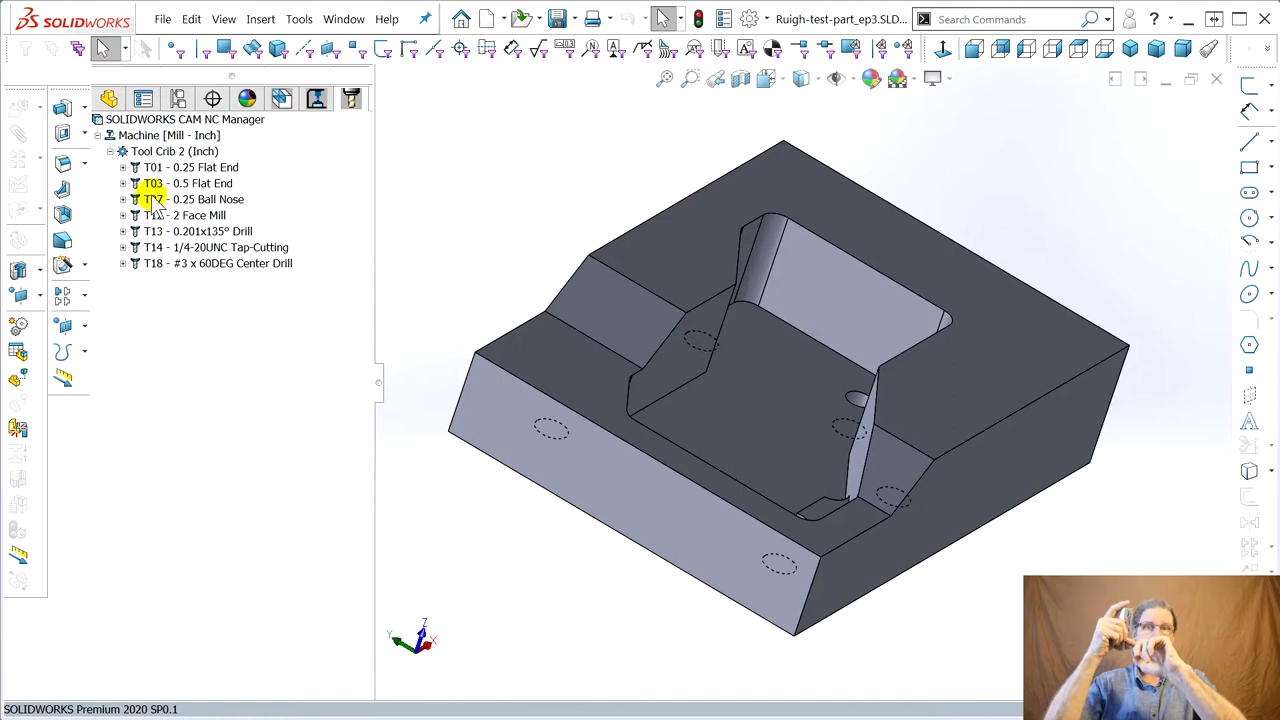 SOLIDWORKS
File
Edit
View
Insert
Tools
Window
Help
Ruigh-test-part_ep3.SLD...
Search Commands
?
SOLIDWORKS CAM NC Manager
Machine [Mill - Inch]
Tool Crib 2 (Inch)
T01 - 0.25 Flat End
T03 - 0.5 Flat End
- 0.25 Ball Nose
- 2 Face Mill
T13 - 0.201x135° Drill
T14 - 1/4-20UNC Tap-Cutting
T18 - #3 x 60DEG Center Drill
Z
Y
X
SOLIDWORKS Premium 2020 SP0.1